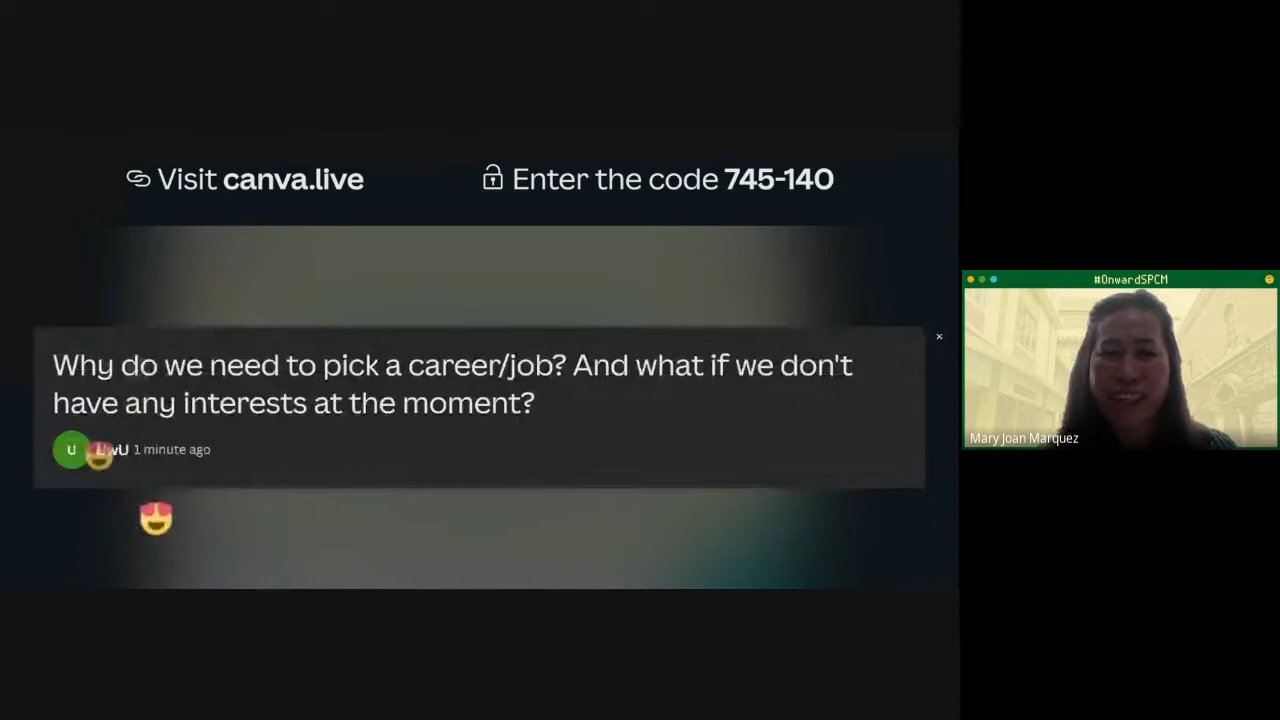 Visit canva.live
Enter the code 745-140
Why do we need to pick a career/job? And what if we don't
have any interests at the moment?
U
UwU 1 minute ago
#OnwardSPCM
Mary Joan Marquez